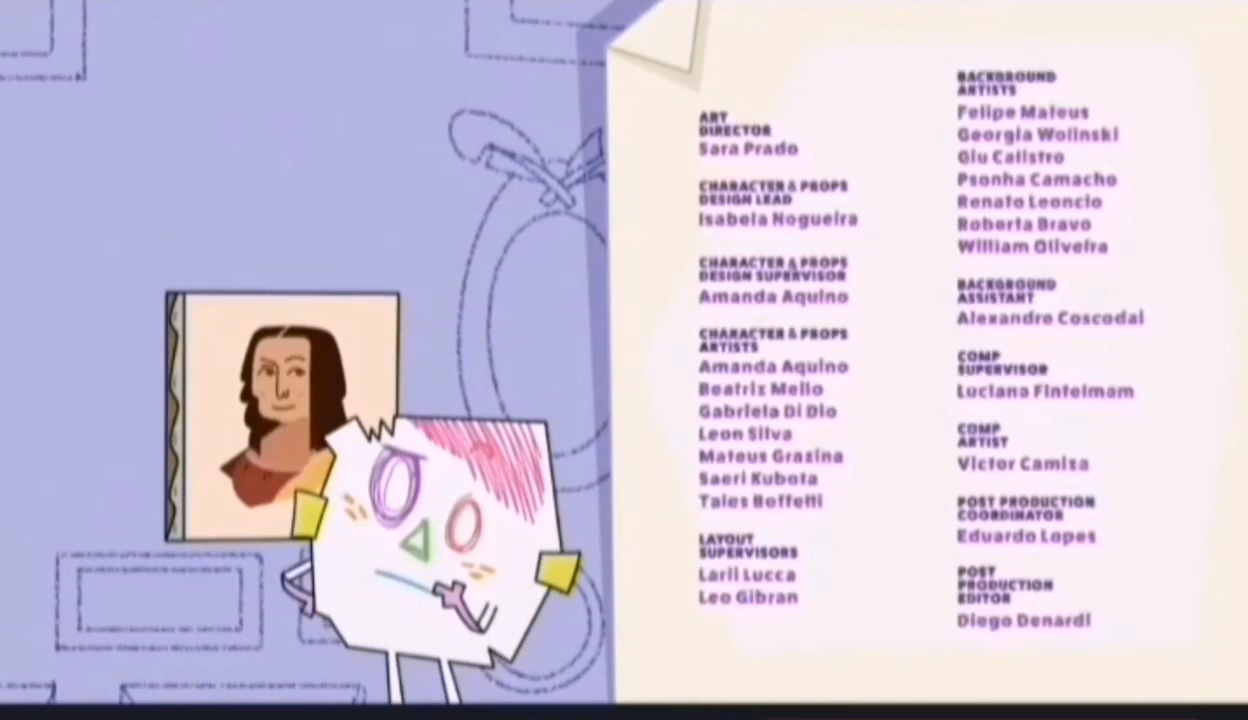 ART
DIRECTOR
Sara Prado
CHARACTER & PROPS
DESIGN LEAD
Isabela Nogueira
CHARACTER & PROPS
DESIGN SUPERVISOR
Amanda Aquino
CHARACTER & PROPS
ARTISTS
Amanda Aquino
Beatriz Mello
Gabriela Di Dio
Leon Silva
Mateus Grazina
Saeri Kubota
Tales Boffetti
LAYOUT
SUPERVISORS
Larii Lucca
Leo Gibran
BACKGROUND
ARTISTS
Felipe Mateus
Georgia Wolinski
Giu Calistro
Psonha Camacho
Renato Leoncio
Roberta Bravo
William Oliveira
BACKGROUND
ASSISTANT
Alexandre Coscodai
COMP
SUPERVISOR
Luciana Fintelmam
COMP
ARTIST
Victor Camiza
POST PRODUCTION
COORDINATOR
Eduardo Lopes
POST
PRODUCTION
EDITOR
Diogo Denardi